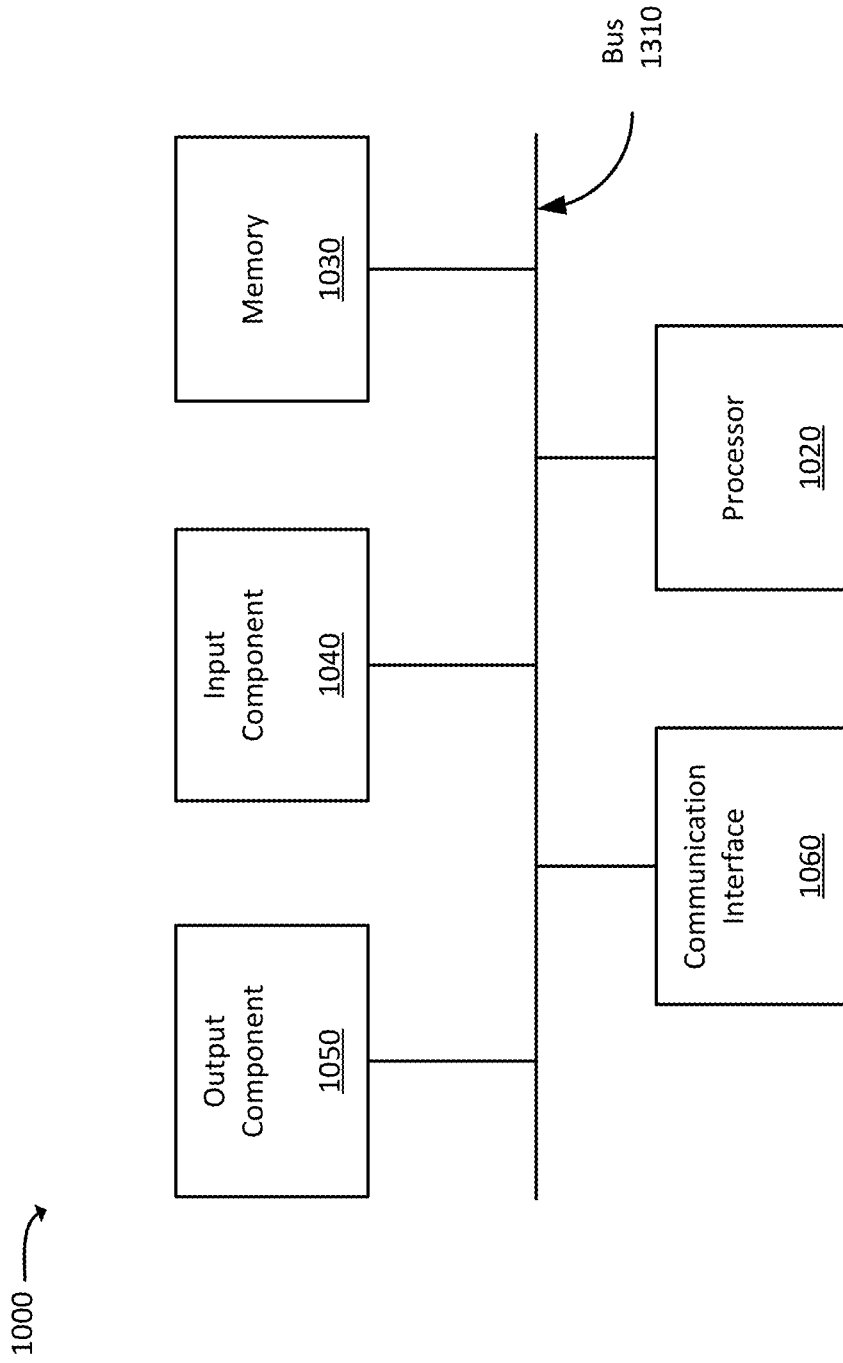 1000
Output
Component
1050
Input
Component
1040
Memory
1030
Bus
1310
Communication
Interface
1060
Processor
1020